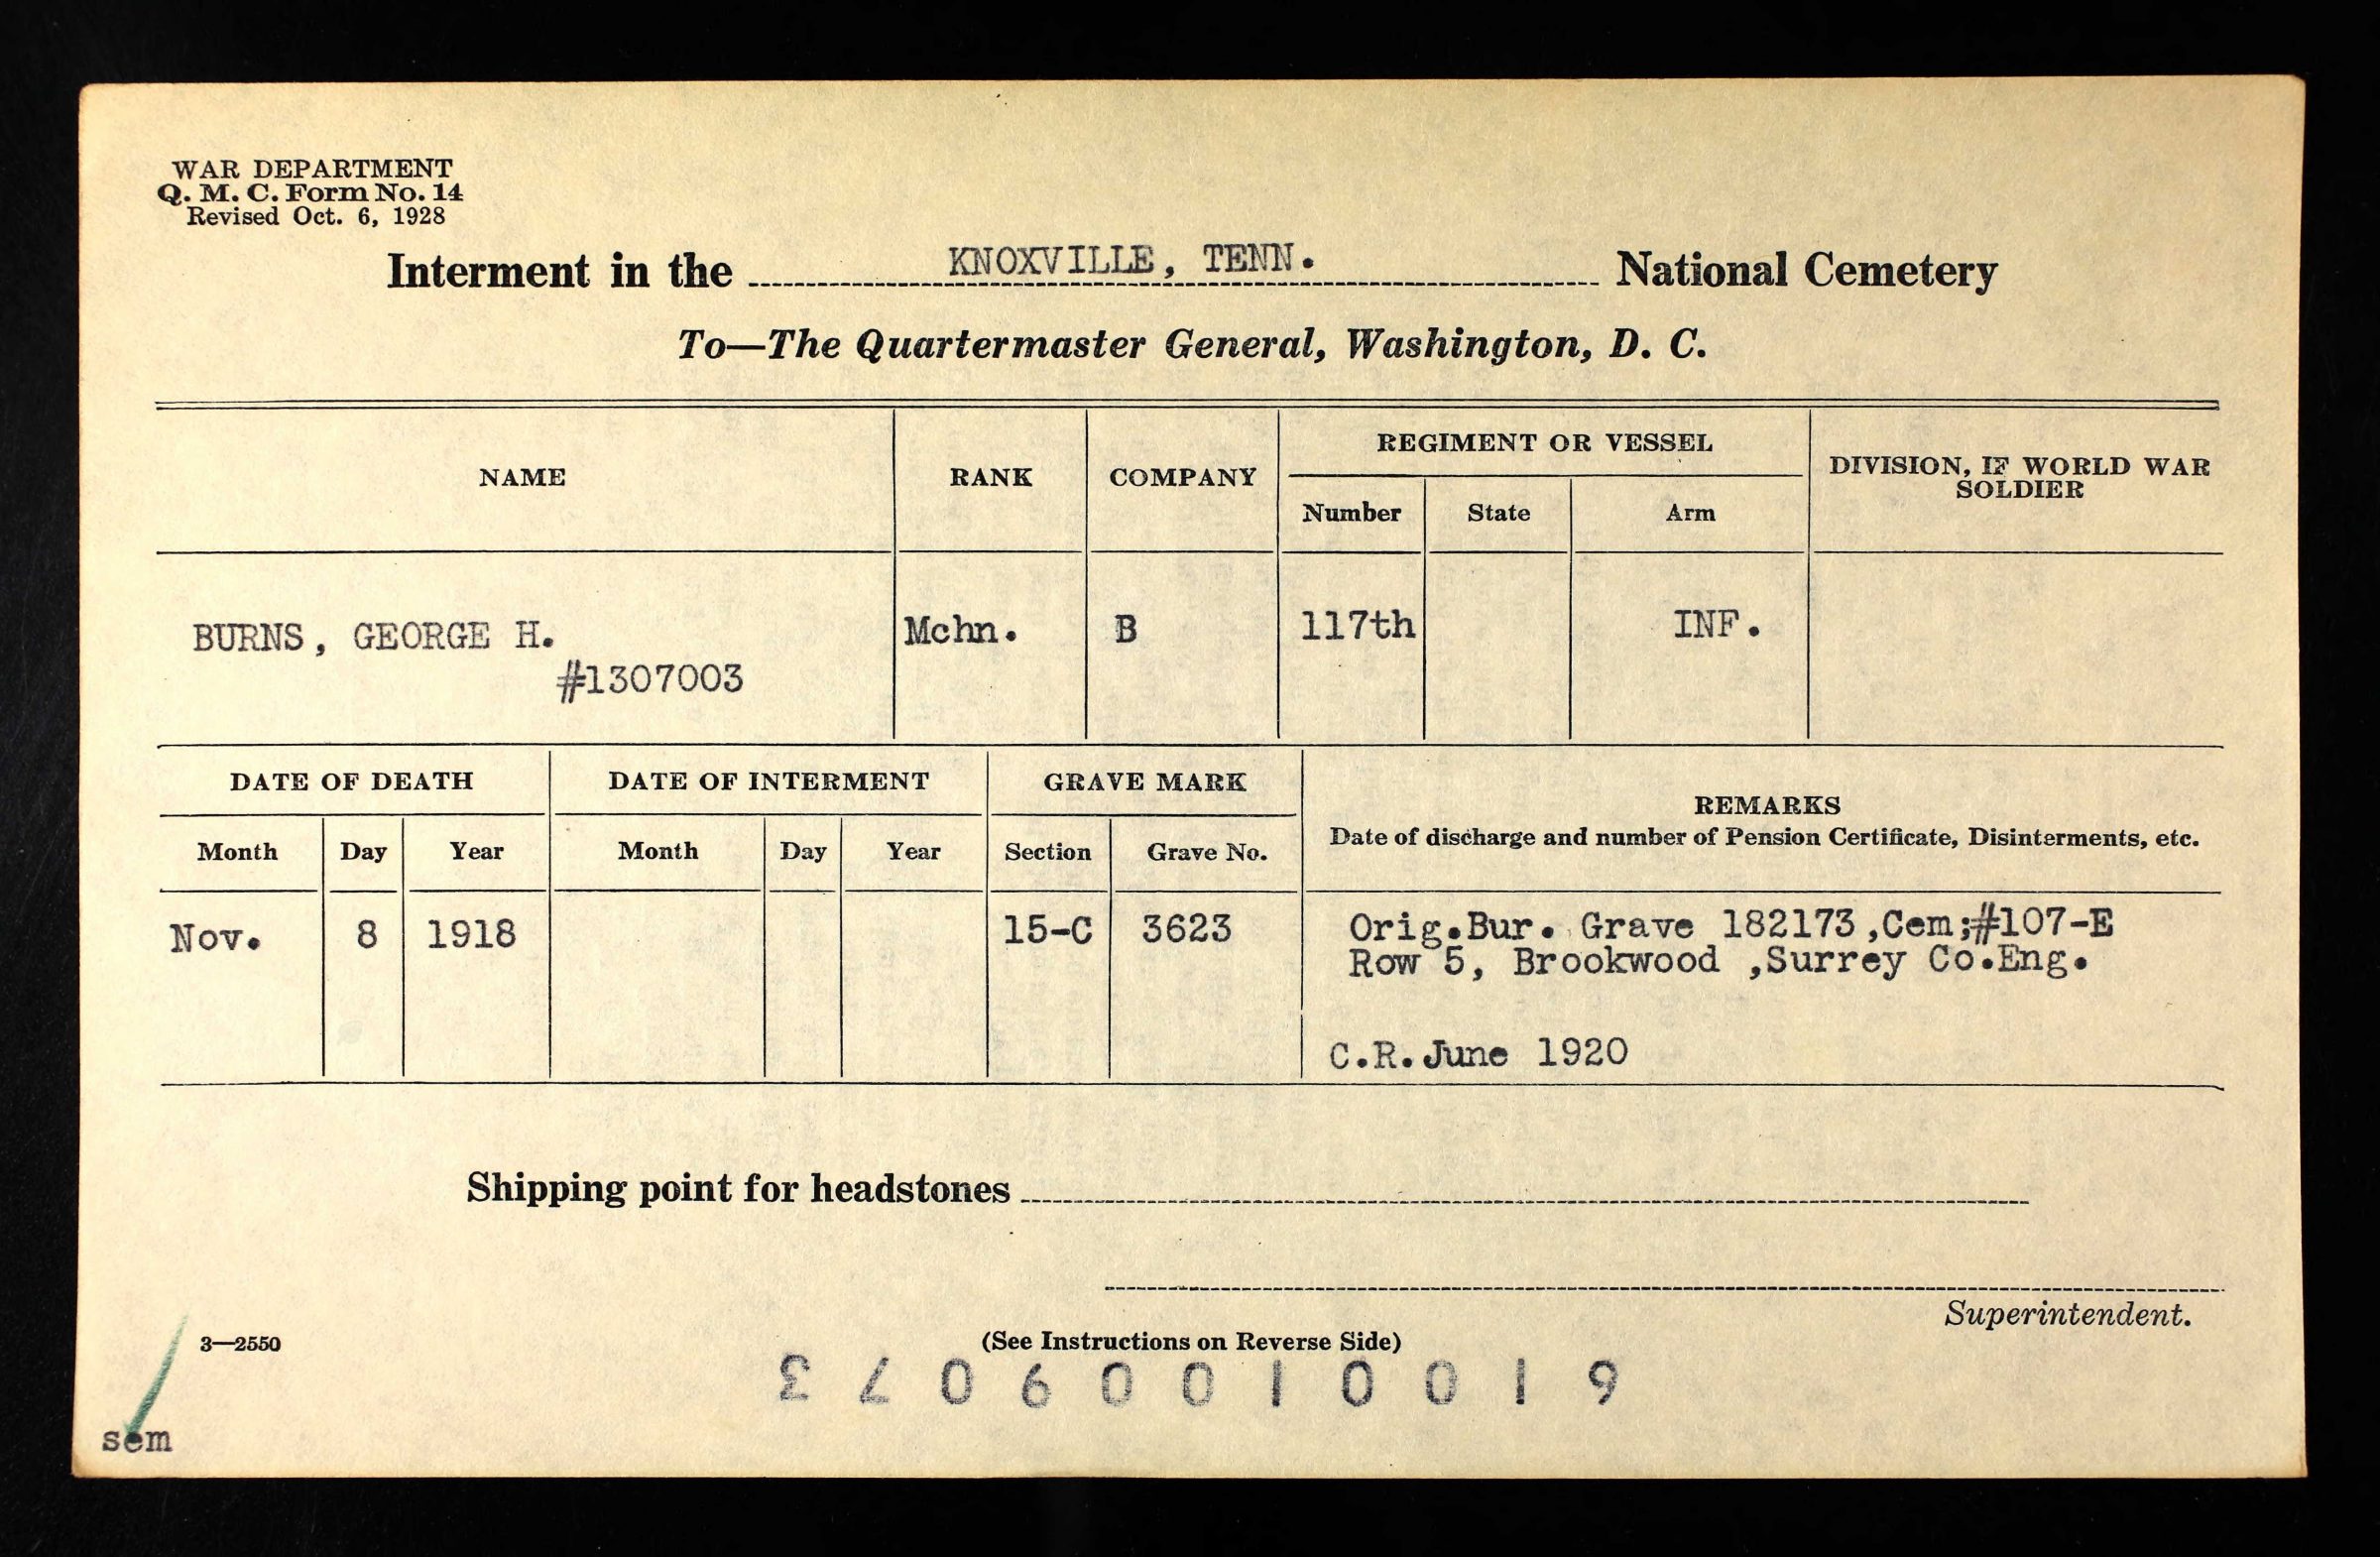 WAR DEPARTMENT
Q. M. C. Form No. 14
Revised Oct. 6, 1928
Interment in the KNOXVILLE, TENN. National Cemetery
To—The Quartermaster General, Washington, D. C.
NAME RANK COMPANY REGIMENT OR VESSEL DIVISION, IF WORLD WAR SOLDIER
Number State Arm
BURNS, GEORGE H. Mchn. B 117th INF.
#1307003
DATE OF DEATH DATE OF INTERMENT GRAVE MARK REMARKS
Date of discharge and number of Pension Certificate, Disinterments, etc.
Month Day Year Month Day Year Section Grave No.
Nov. 8 1918 15-C 3623 Orig.Bur. Grave 182173,Cem;#107-E
Row 5, Brookwood ,Surrey Co.Eng.
C.R.June 1920
Shipping point for headstones
Superintendent.
3—2550 (See Instructions on Reverse Side)
6 1 0 0 1 0 0 9 0 7 3
sem